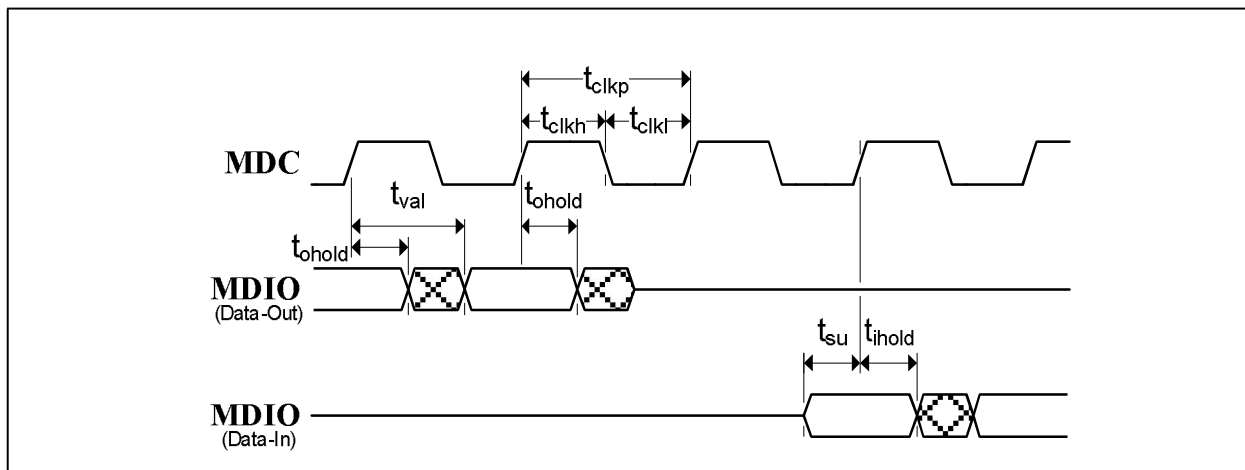 tclkp
tclkh tclkl
MDC
tval tohold
tohold
MDIO
(Data-Out)
tsu tihold
MDIO
(Data-In)